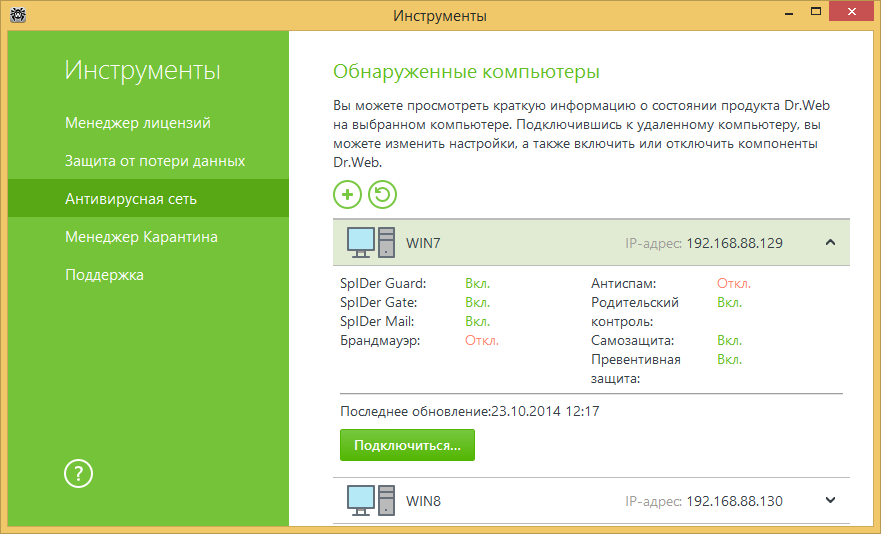 Инструменты
Инструменты
Менеджер лицензий
Защита от потери данных
Антивирусная сеть
Менеджер Карантина
Поддержка
?
Обнаруженные компьютеры
Вы можете просмотреть краткую информацию о состоянии продукта Dr.Web
на выбранном компьютере. Подключившись к удаленному компьютеру, вы
можете изменить настройки, а также включить или отключить компоненты
Dr.Web.
WIN7 IP-адрес: 192.168.88.129
SpIDer Guard: Вкл.
SpIDer Gate: Вкл.
SpIDer Mail: Вкл.
Брандмауэр: Откл.
Антиспам: Откл.
Родительский Вкл.
контроль:
Самозащита: Вкл.
Превентивная Вкл.
защита:
Последнее обновление:23.10.2014 12:17
Подключиться...
WIN8 IP-адрес: 192.168.88.130